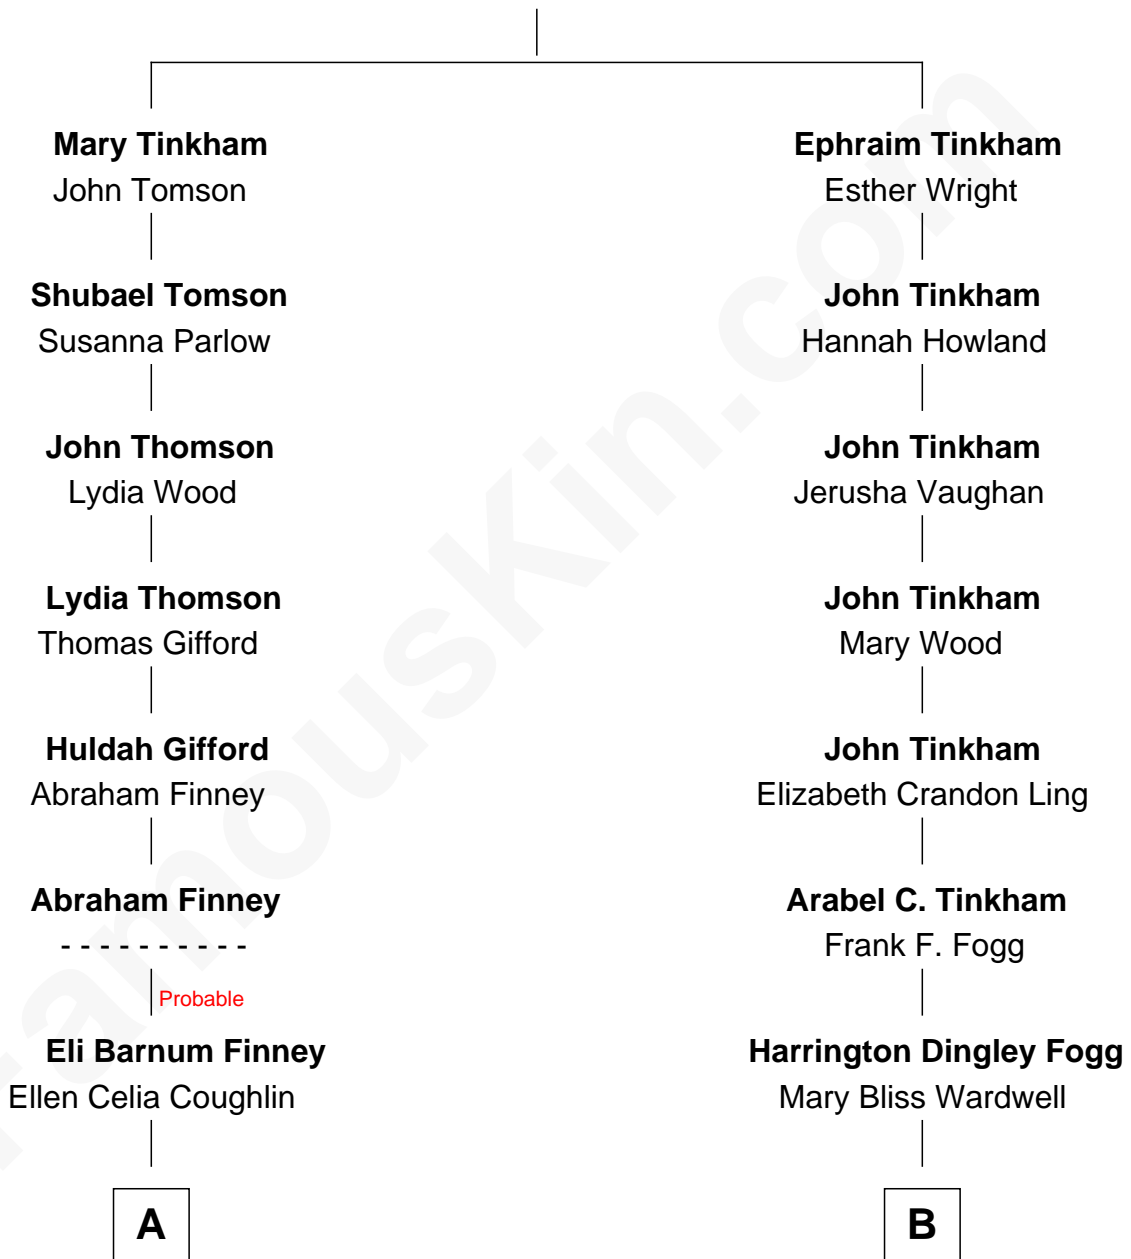 Mary Tinkham
John Tomson
Shubael Tomson
Susanna Parlow
John Thomson
Lydia Wood
Lydia Thomson
Thomas Gifford
Huldah Gifford
Abraham Finney
Abraham Finney
- - - - - - - - - -
Probable
Eli Barnum Finney
Ellen Celia Coughlin
A
Ephraim Tinkham
Esther Wright
John Tinkham
Hannah Howland
John Tinkham
Jerusha Vaughan
John Tinkham
Mary Wood
John Tinkham
Elizabeth Crandon Ling
Arabel C. Tinkham
Frank F. Fogg
Harrington Dingley Fogg
Mary Bliss Wardwell
B
FamousKin.com